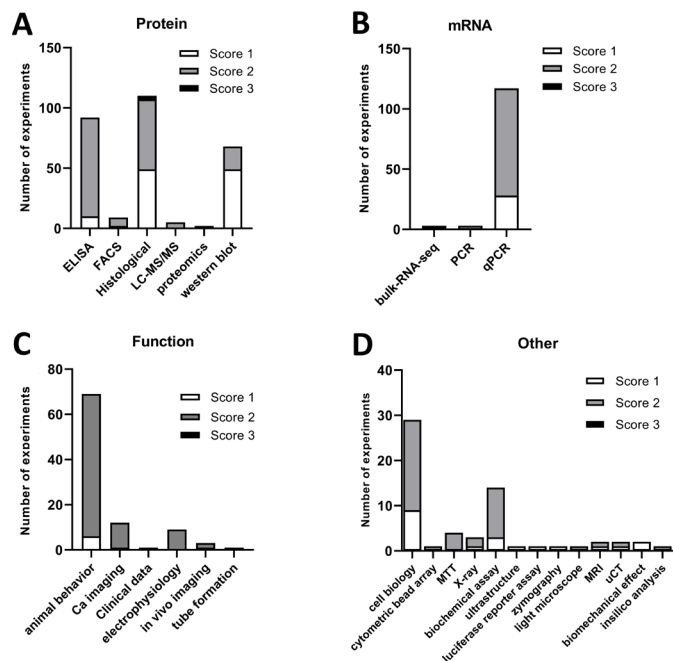 A
Protein
Number of experiments
150
100
50
0
Score 1
Score 2
Score 3
ELISA
FACS
Histological
LC-MS/MS
proteomics
western blot
B
mRNA
Number of experiments
150
100
50
0
Score 1
Score 2
Score 3
bulk-RNA-seq
PCR
qPCR
C
Function
Number of experiments
80
60
40
20
0
Score 1
Score 2
Score 3
animal behavior
Ca imaging
Clinical data
electrophysiology
in vivo imaging
tube formation
D
Other
Number of experiments
40
30
20
10
0
Score 1
Score 2
Score 3
cell biology
cytometric bead array
MTT
X-ray
biochemical assay
ultrastructure
luciferase reporter assay
zymography
light microscope
MRI
uCT
biomechanical effect
insilico analysis